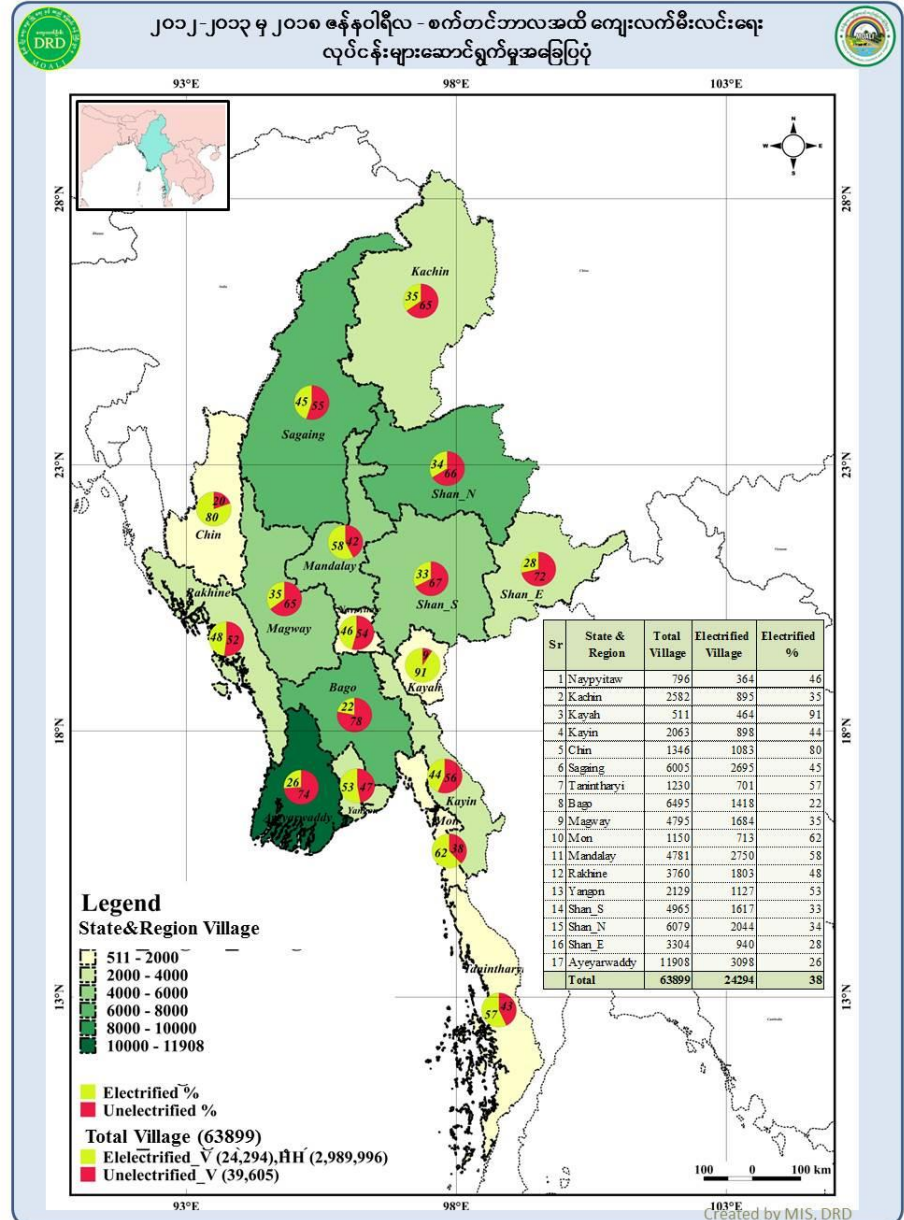 ၂၀၁၂-၂၀၁၃ မှ ၂၀၁၈ ဇန်နဝါရီလ - စက်တင်ဘာလအထိ ကျေးလက်မီးလင်းရေး
လုပ်ငန်းများဆောင်ရွက်မှုအခြေပြပုံ
DRD
MOALI
93°E 98°E 103°E
N
W E
S
28°N 28°N
Kachin
35 65
45 55
Sagaing
23°N 23°N
34 66
Shan_N
20
80
Chin
58 42
Mandalay
28 72
Shan_E
33 67
Shan_S
Rakhine
35 65
Magway
48 52
46 54
9
91
Kayah
Bago
22 78
18°N 18°N
44 56
Kayin
26 74
Ayeyarwaddy
53 47
Yangon
Mon
62 38
Tanintharyi
57 43
13°N 13°N
Sr State & Region Total Village Electrified Village Electrified %
1 Naypyitaw 796 364 46
2 Kachin 2582 895 35
3 Kayah 511 464 91
4 Kayin 2063 898 44
5 Chin 1346 1083 80
6 Sagaing 6005 2695 45
7 Tanintharyi 1230 701 57
8 Bago 6495 1418 22
9 Magway 4795 1684 35
10 Mon 1150 713 62
11 Mandalay 4781 2750 58
12 Rakhine 3760 1803 48
13 Yangon 2129 1127 53
14 Shan_S 4965 1617 33
15 Shan_N 6079 2044 34
16 Shan_E 3304 940 28
17 Ayeyarwaddy 11908 3098 26
Total 63899 24294 38
Legend
State&Region Village
511 - 2000
2000 - 4000
4000 - 6000
6000 - 8000
8000 - 10000
10000 - 11908
Electrified %
Unelectrified %
Total Village (63899)
Elelectrified_V (24,294),HH (2,989,996)
Unelectrified_V (39,605)
100 0 100 km
93°E 98°E 103°E
Created by MIS, DRD